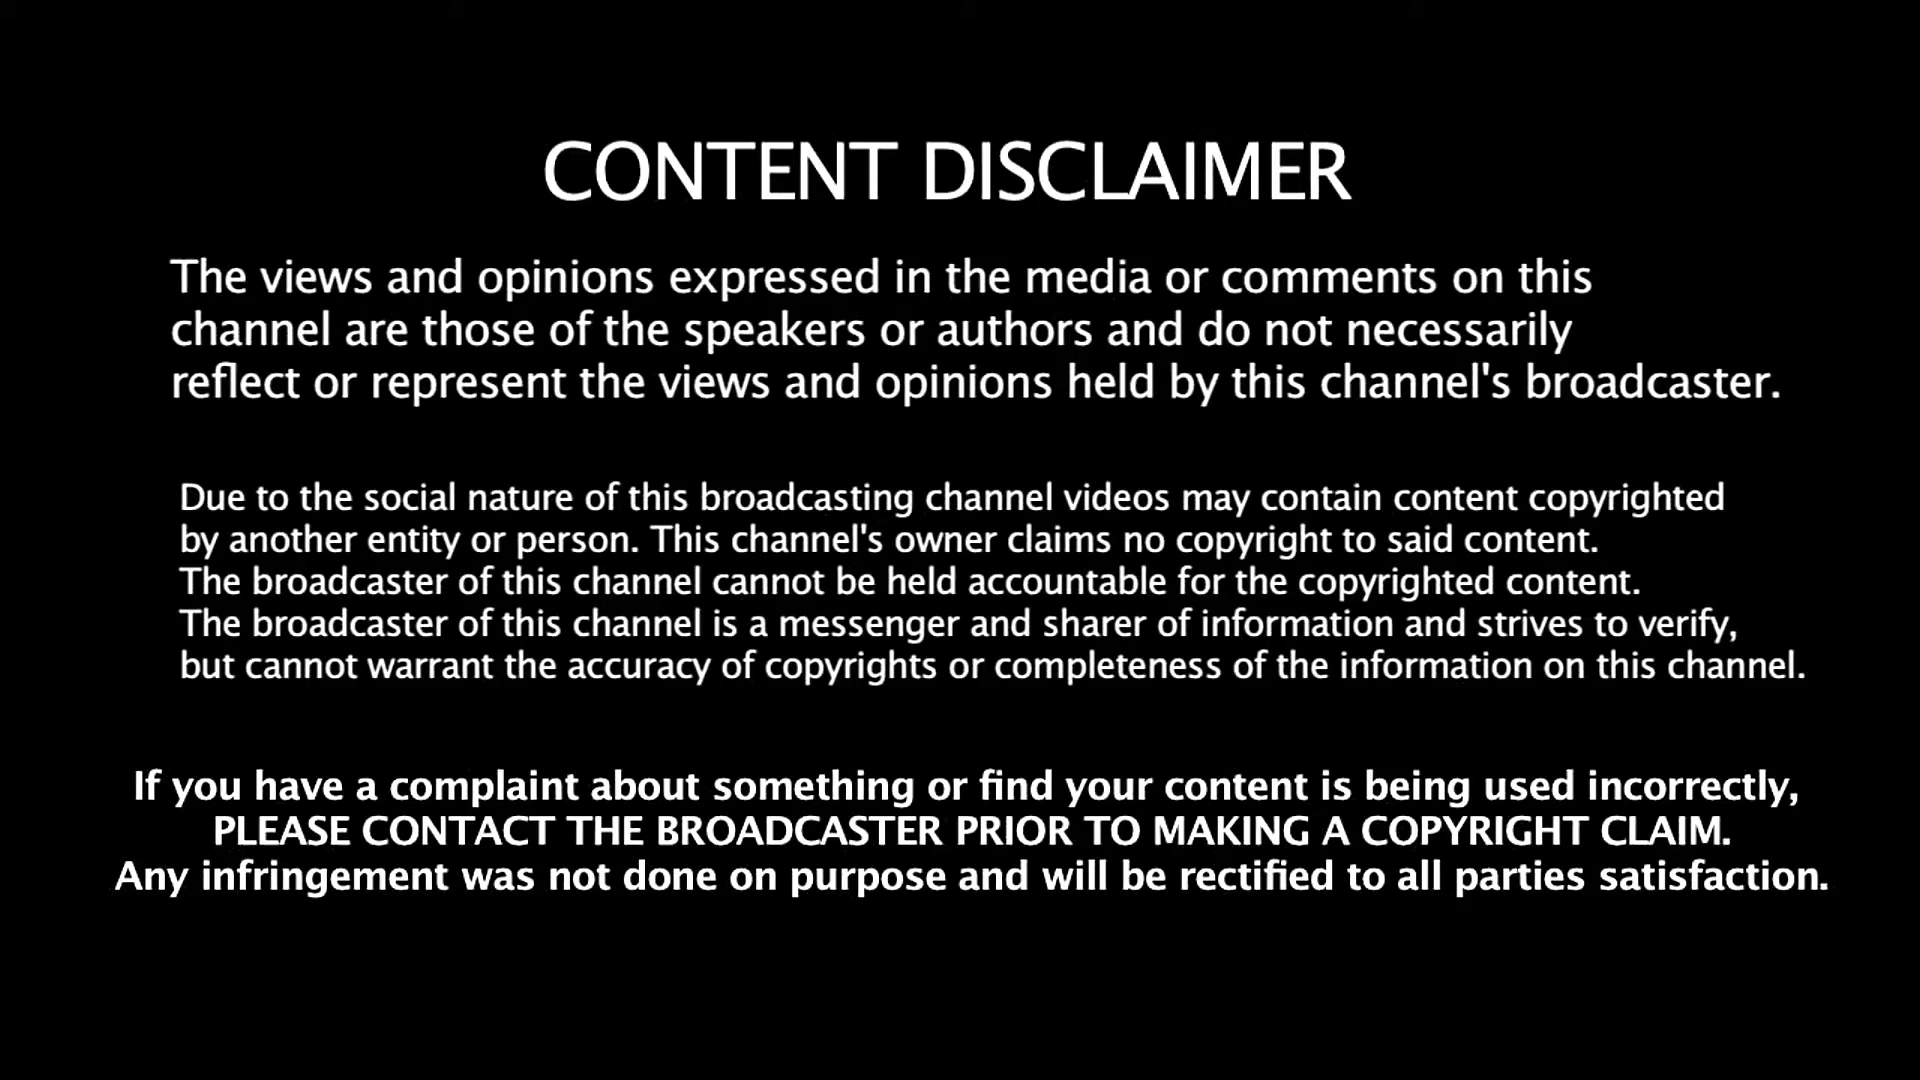 CONTENT DISCLAIMER
The views and opinions expressed in the media or comments on this
channel are those of the speakers or authors and do not necessarily
reflect or represent the views and opinions held by this channel's broadcaster.
Due to the social nature of this broadcasting channel videos may contain content copyrighted
by another entity or person. This channel's owner claims no copyright to said content.
The broadcaster of this channel cannot be held accountable for the copyrighted content.
The broadcaster of this channel is a messenger and sharer of information and strives to verify,
but cannot warrant the accuracy of copyrights or completeness of the information on this channel.
If you have a complaint about something or find your content is being used incorrectly,
PLEASE CONTACT THE BROADCASTER PRIOR TO MAKING A COPYRIGHT CLAIM.
Any infringement was not done on purpose and will be rectified to all parties satisfaction.